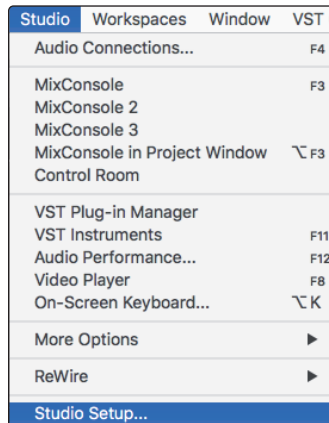 Studio Workspaces Window VST
Audio Connections... F4
MixConsole F3
MixConsole 2
MixConsole 3
MixConsole in Project Window ⌥ F3
Control Room
VST Plug-in Manager
VST Instruments F11
Audio Performance... F12
Video Player F8
On-Screen Keyboard... ⌥ K
More Options ▶
ReWire ▶
Studio Setup...